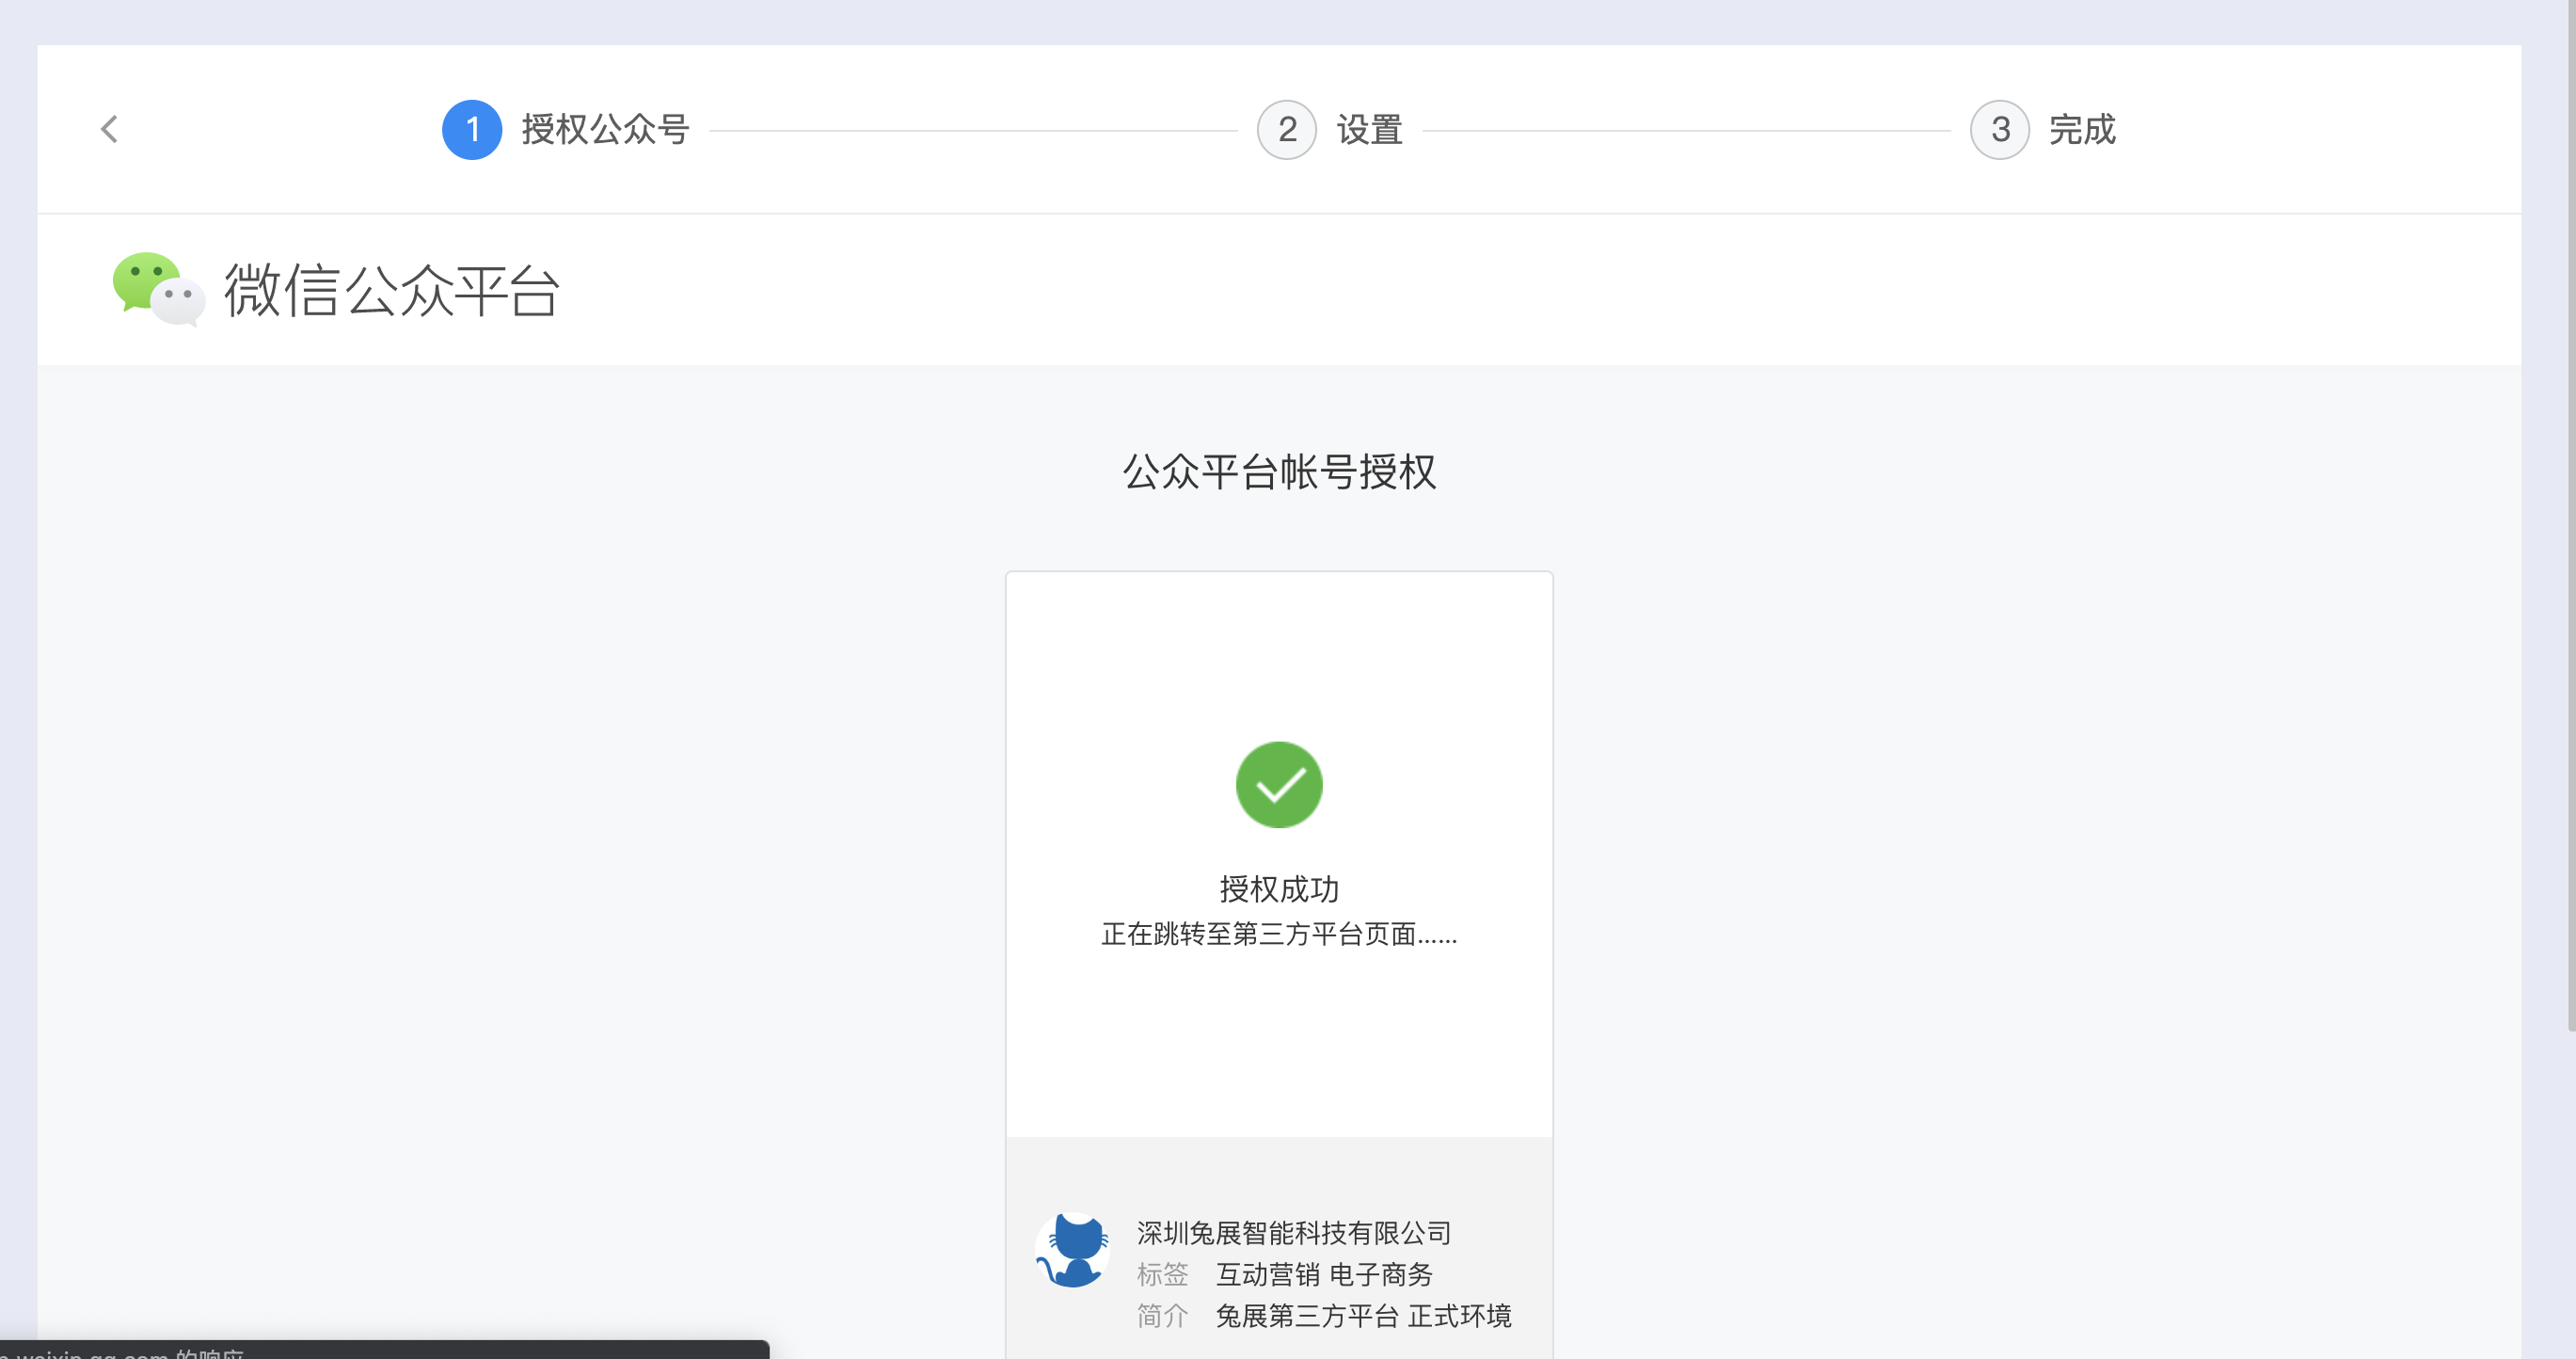 1 授权公众号 2 设置 3 完成
微信公众平台
公众平台帐号授权
授权成功
正在跳转至第三方平台页面......
深圳兔展智能科技有限公司
标签 互动营销 电子商务
简介 兔展第三方平台 正式环境
weixin.qq.com 的响应